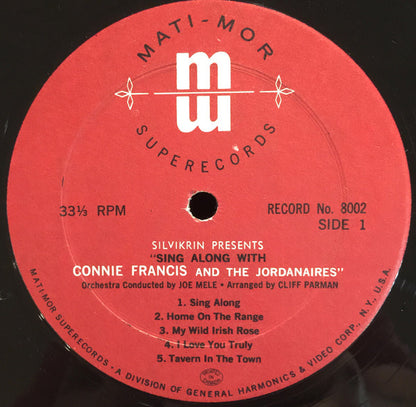 MATI-MOR
SUPERECORDS
33⅓ RPM
RECORD No. 8002
SIDE 1
SILVIKRIN PRESENTS
"SING ALONG WITH
CONNIE FRANCIS AND THE JORDANAIRES"
Orchestra Conducted by JOE MELE • Arranged by CLIFF PARMAN
1. Sing Along
2. Home On The Range
3. My Wild Irish Rose
4. I Love You Truly
5. Tavern In The Town
MATI-MOR SUPERECORDS - A DIVISION OF GENERAL HARMONICS & VIDEO CORP., N.Y., U.S.A.